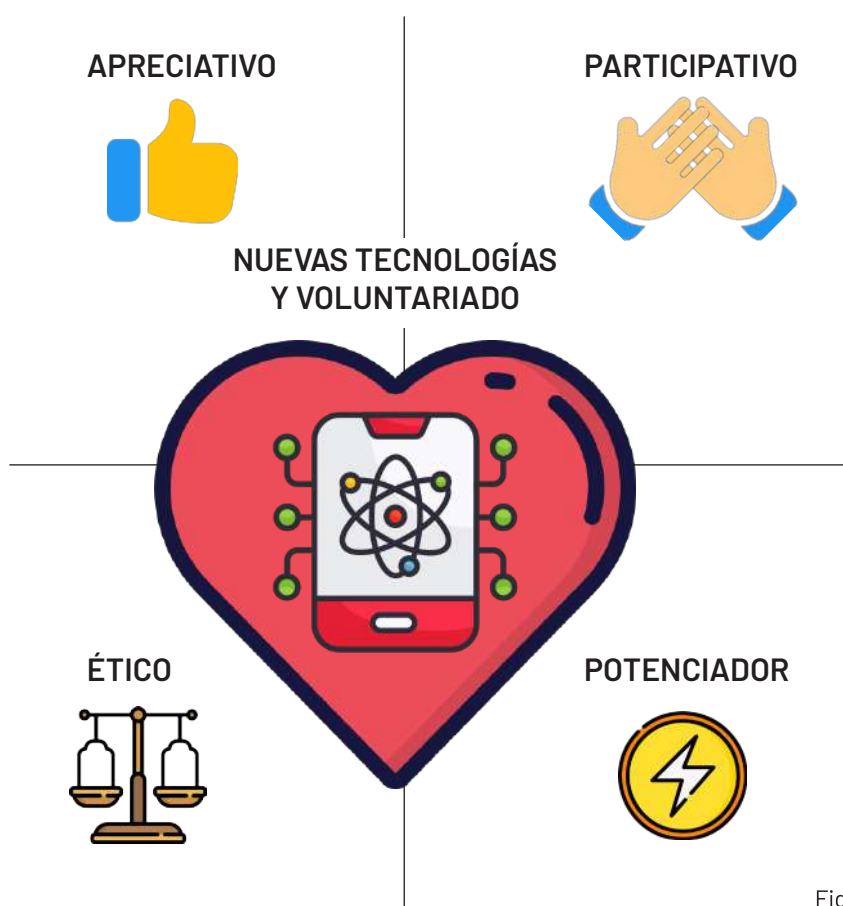 APRECIATIVO
PARTICIPATIVO
NUEVAS TECNOLOGÍAS
Y VOLUNTARIADO
ÉTICO
POTENCIADOR